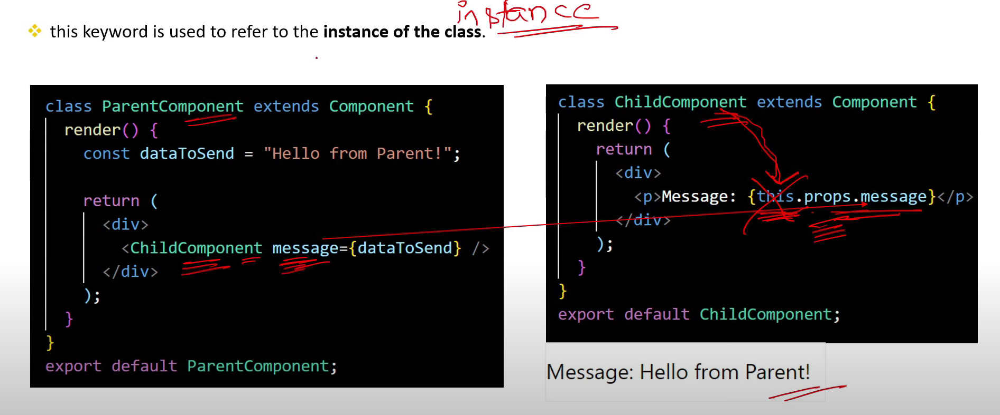 instance
this keyword is used to refer to the instance of the class.
class ParentComponent extends Component {
render() {
const dataToSend = "Hello from Parent!";
return (
<div>
<ChildComponent message={dataToSend} />
</div>
);
}
}
export default ParentComponent;
class ChildComponent extends Component {
render() {
return (
<div>
<p>Message: {this.props.message}</p>
</div>
);
}
}
export default ChildComponent;
Message: Hello from Parent!